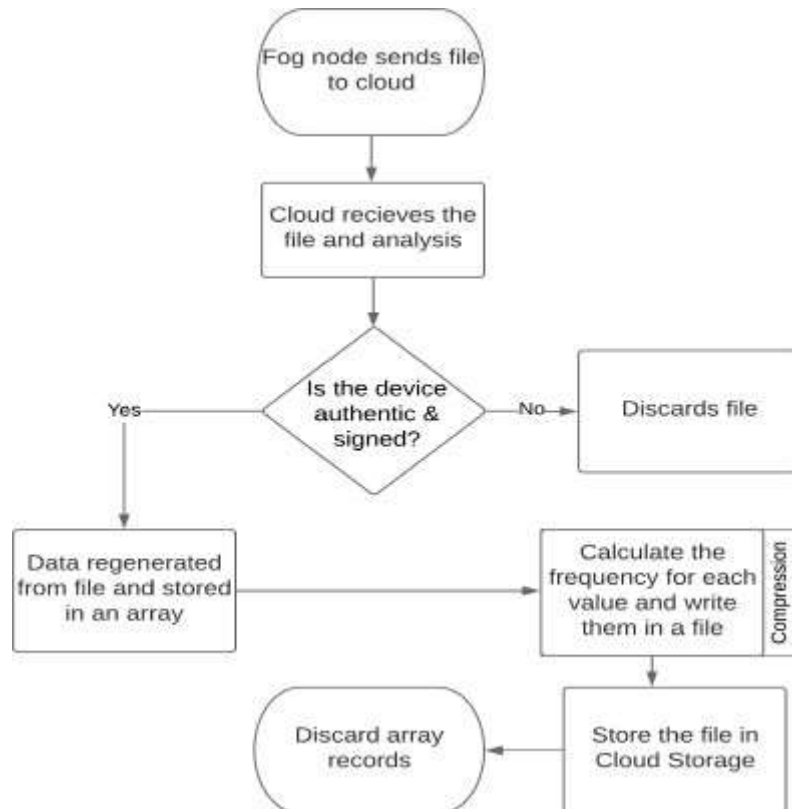 Fog node sends file
to cloud
Cloud recieves the
file and analysis
Is the device
authentic &
signed?
Yes
No
Discards file
Data regenerated
from file and stored
in an array
Calculate the
frequency for each
value and write
them in a file
Compression
Discard array
records
Store the file in
Cloud Storage